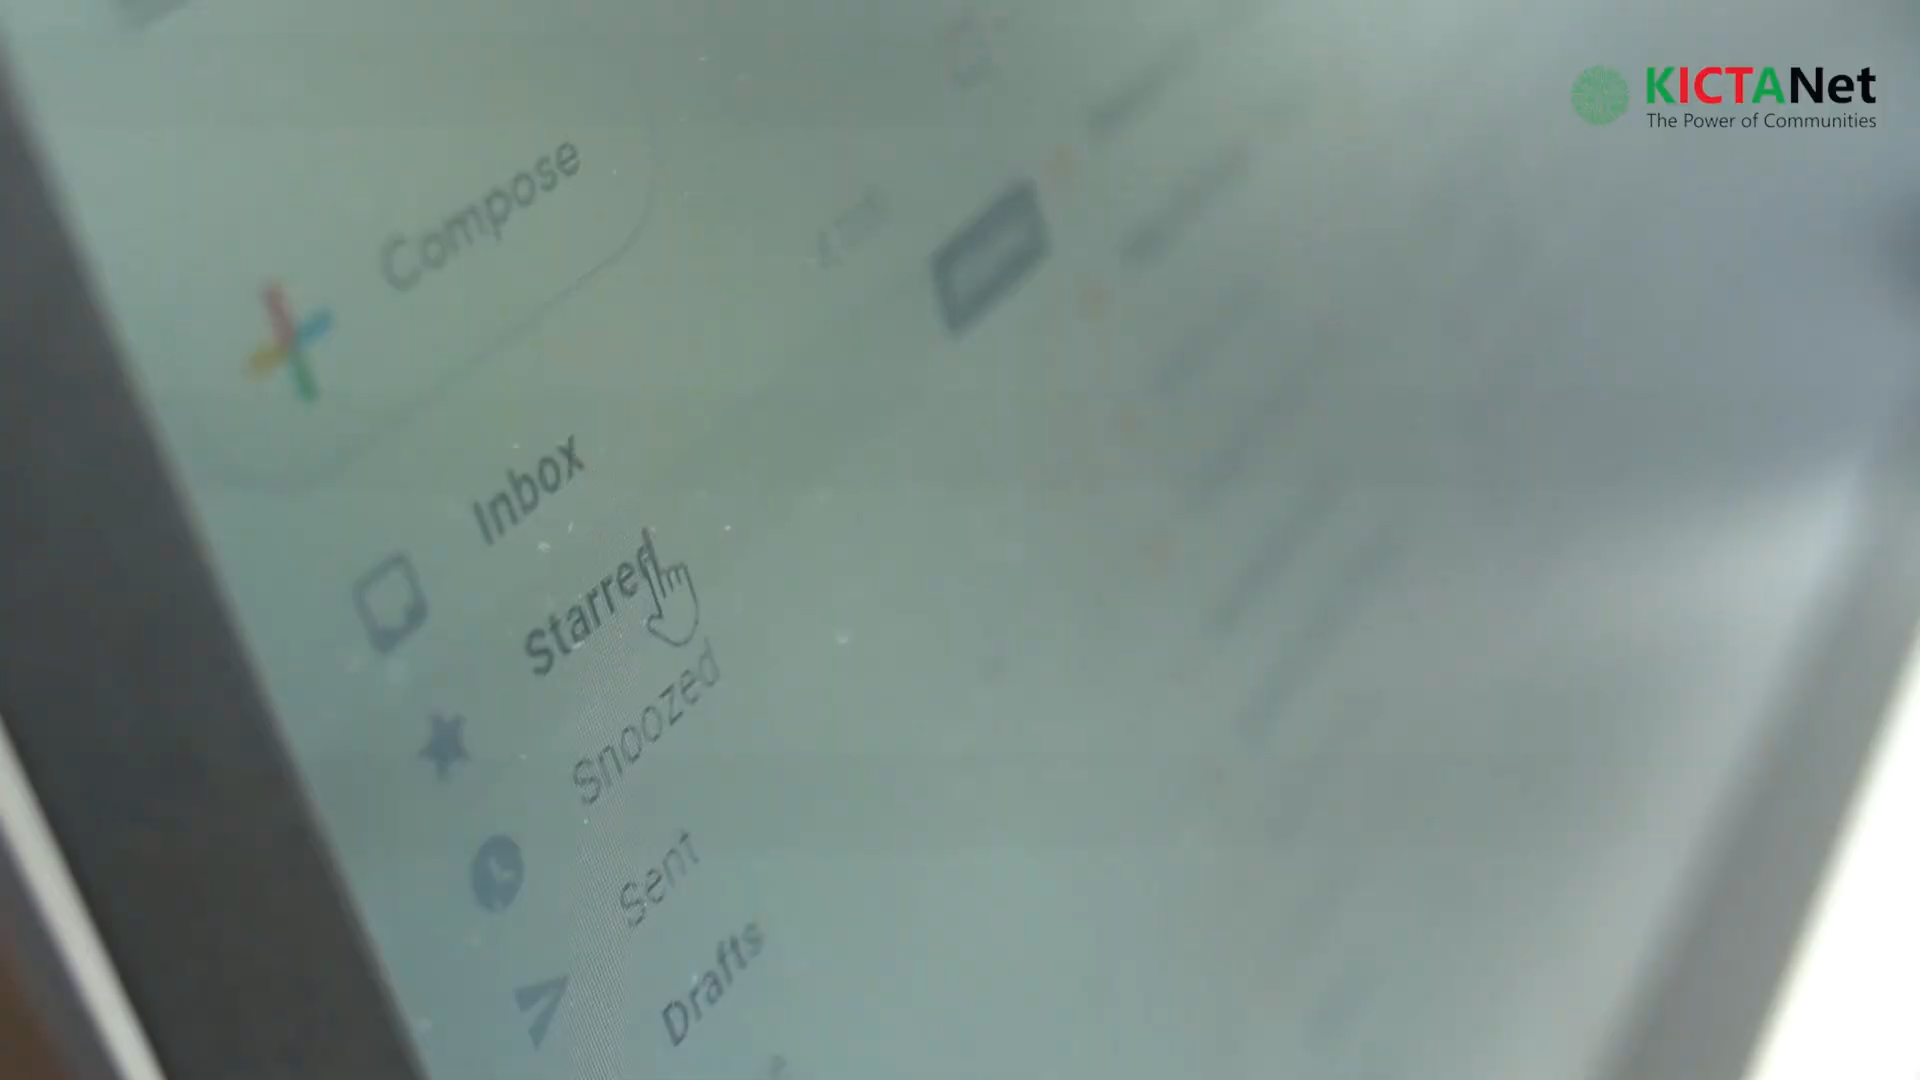 KICTANet
The Power of Communities
Compose
Inbox
Starred
Snoozed
Sent
Drafts